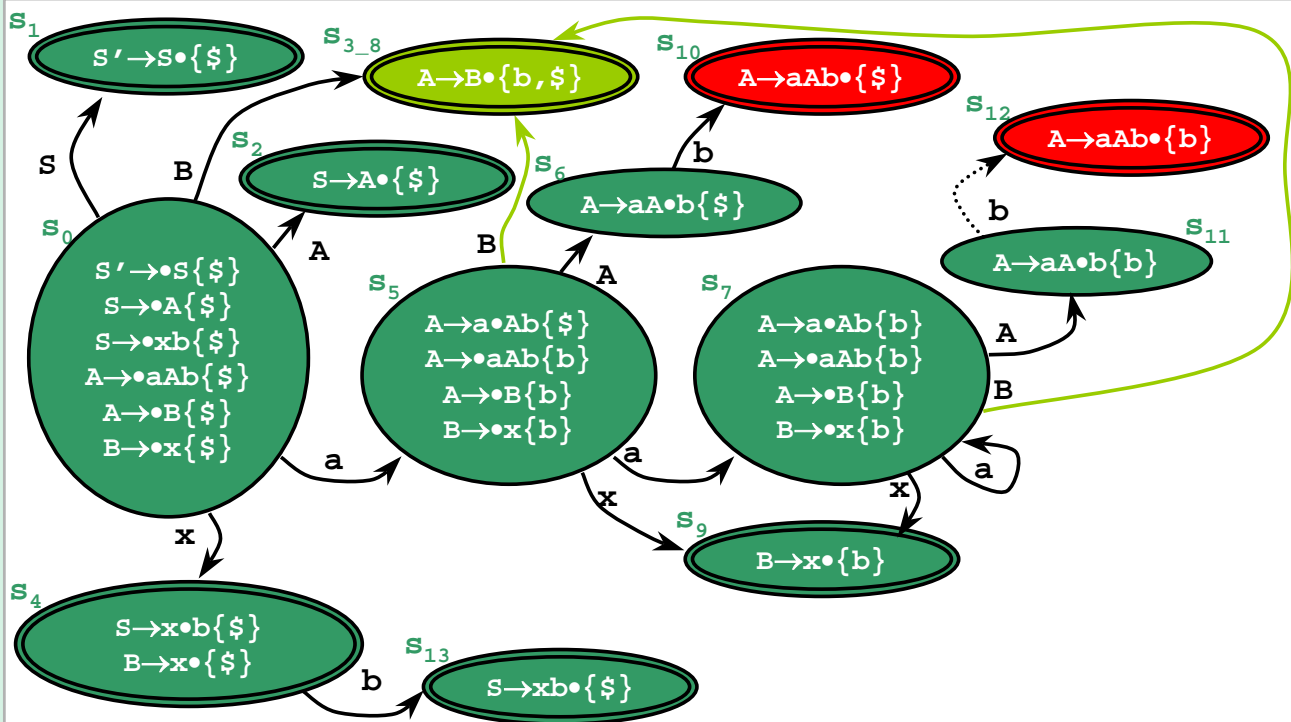 s1
S'→S•{$}
s3_8
A→B•{b,$}
s10
A→aAb•{$}
s12
A→aAb•{b}
S
B
s2
S→A•{$}
A
s6
A→aA•b{$}
b
b
s11
A→aA•b{b}
s0
S'→•S{$}
S→•A{$}
S→•xb{$}
A→•aAb{$}
A→•B{$}
B→•x{$}
B
A
s5
A→a•Ab{$}
A→•aAb{b}
A→•B{b}
B→•x{b}
s7
A→a•Ab{b}
A→•aAb{b}
A→•B{b}
B→•x{b}
A
B
a
a
a
x
x
x
s9
B→x•{b}
s4
S→x•b{$}
B→x•{$}
b
s13
S→xb•{$}